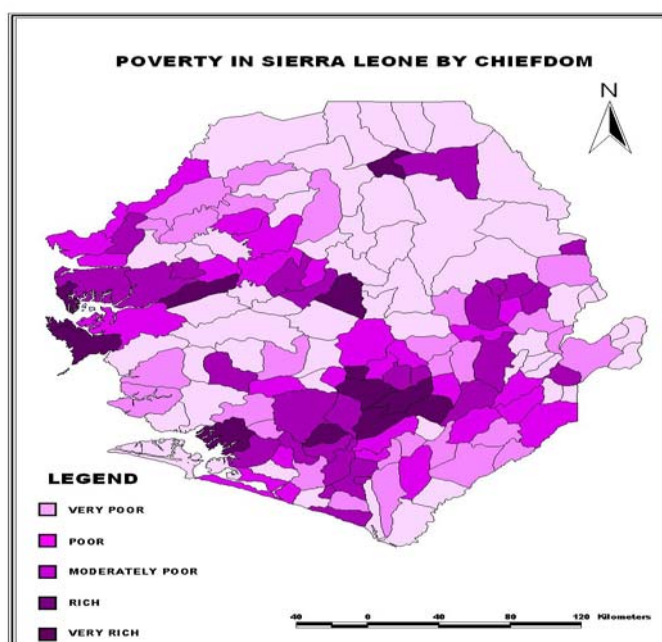 POVERTY IN SIERRA LEONE BY CHIEFDOM
N
LEGEND
VERY POOR
POOR
MODERATELY POOR
RICH
VERY RICH
40 0 40 80 120 Kilometers